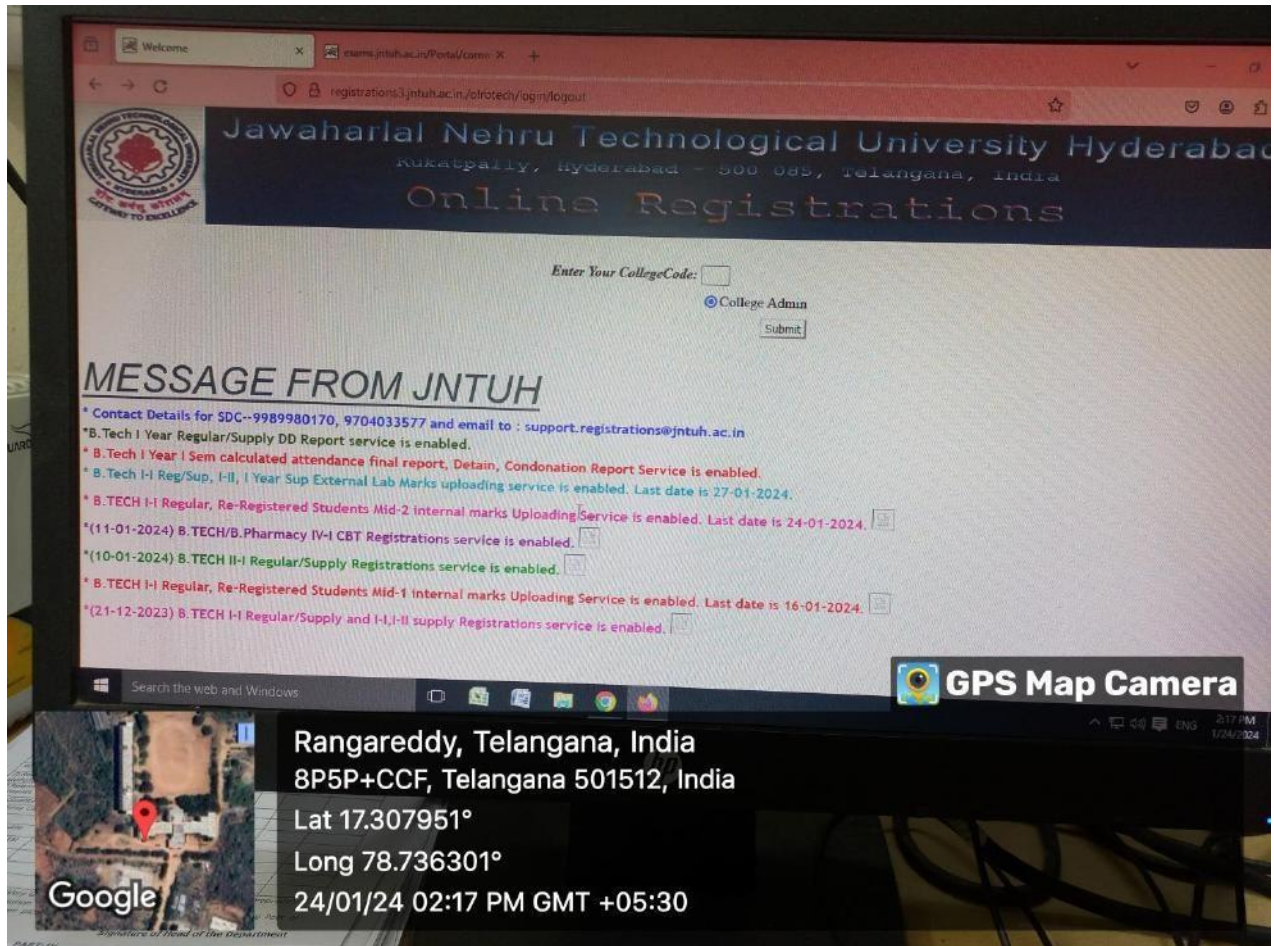 Welcome
exams.jntuh.ac.in/Portal/
registrations3.jntuh.ac.in./olrbtech/login/logout
Jawaharlal Nehru Technological University Hyderabad
Kukatpally, Hyderabad - 500 085, Telangana, India
Online Registrations
GATEWAY TO EXCELLENCE
Enter Your CollegeCode:
College Admin
Submit
MESSAGE FROM JNTUH
* Contact Details for SDC--9989980170, 9704033577 and email to : support.registrations@jntuh.ac.in
*B.Tech I Year Regular/Supply DD Report service is enabled.
* B.Tech I Year I Sem calculated attendance final report, Detain, Condonation Report Service is enabled.
* B.Tech I-I Reg/Sup, I-II, I Year Sup External Lab Marks uploading service is enabled. Last date is 27-01-2024.
* B.TECH I-I Regular, Re-Registered Students Mid-2 internal marks Uploading Service is enabled. Last date is 24-01-2024.
*(11-01-2024) B.TECH/B.Pharmacy IV-I CBT Registrations service is enabled.
*(10-01-2024) B.TECH II-I Regular/Supply Registrations service is enabled.
* B.TECH I-I Regular, Re-Registered Students Mid-1 internal marks Uploading Service is enabled. Last date is 16-01-2024.
*(21-12-2023) B.TECH I-I Regular/Supply and I-I,I-II supply Registrations service is enabled.
Search the web and Windows
ENG
2:17 PM
1/24/2024
GPS Map Camera
hp
Rangareddy, Telangana, India
8P5P+CCF, Telangana 501512, India
Lat 17.307951°
Long 78.736301°
24/01/24 02:17 PM GMT +05:30
Google
Signature of Head of the Department